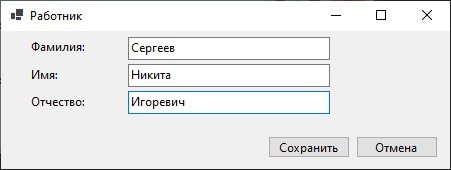 Работник
Фамилия: Сергеев
Имя: Никита
Отчество: Игоревич
Сохранить Отмена